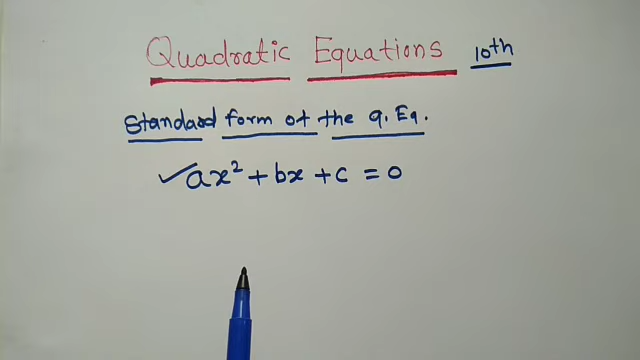 Quadratic Equations 10th
Standard form of the q. Eq.
✓ax² + bx + c = 0